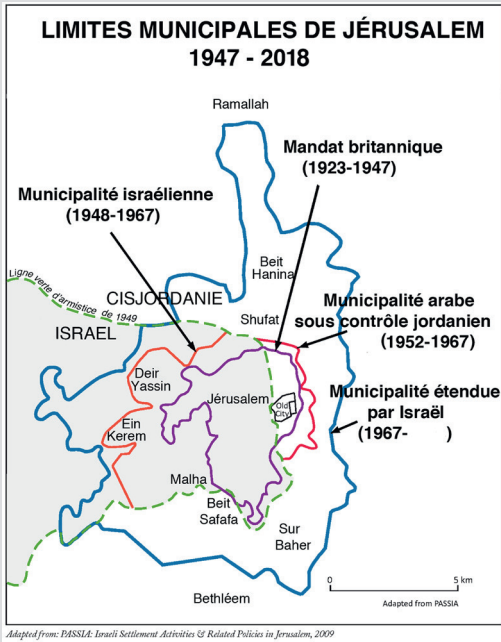 LIMITES MUNICIPALES DE JÉRUSALEM
1947 - 2018
Ramallah
Mandat britannique
(1923-1947)
Municipalité israélienne
(1948-1967)
Beit
Hanina
Ligne verte d'armistice de 1949
CISJORDANIE
Municipalité arabe
sous contrôle jordanien
(1952-1967)
Shufat
ISRAEL
Deir
Yassin
Jérusalem
Old
City
Municipalité étendue
par Israël
(1967- )
Ein
Kerem
Malha
Beit
Safafa
Sur
Baher
0 5 km
Bethléem
Adapted from PASSIA
Adapted from: PASSIA: Israeli Settlement Activities & Related Policies in Jerusalem, 2009